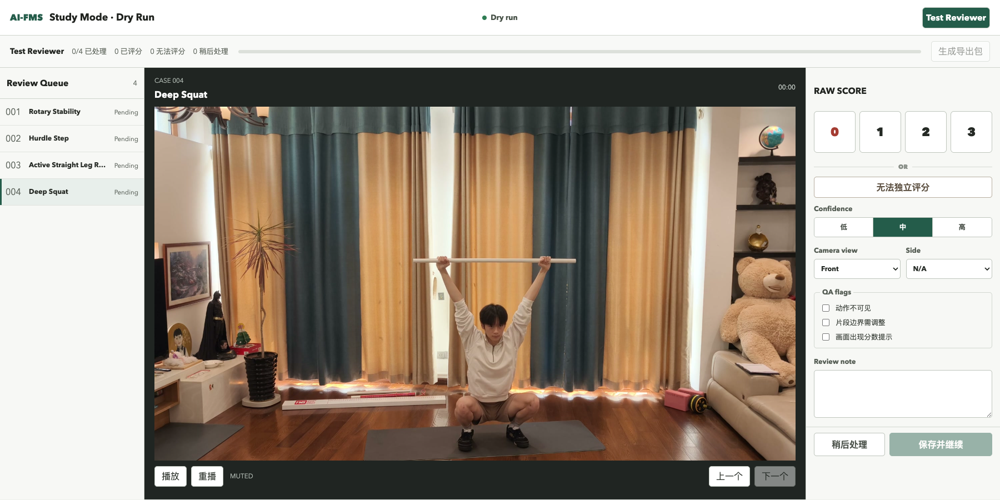 AI-FMS Study Mode · Dry Run
Dry run
Test Reviewer
Test Reviewer 0/4 已处理 0 已评分 0 无法评分 0 稍后处理
生成导出包
Review Queue 4
001 Rotary Stability Pending
002 Hurdle Step Pending
003 Active Straight Leg R... Pending
004 Deep Squat Pending
CASE 004
Deep Squat
00:00
FMS
播放
重播
MUTED
上一个
下一个
RAW SCORE
0
1
2
3
OR
无法独立评分
Confidence
低
中
高
Camera view
Side
Front
N/A
QA flags
动作不可见
片段边界需调整
画面出现分数提示
Review note
稍后处理
保存并继续